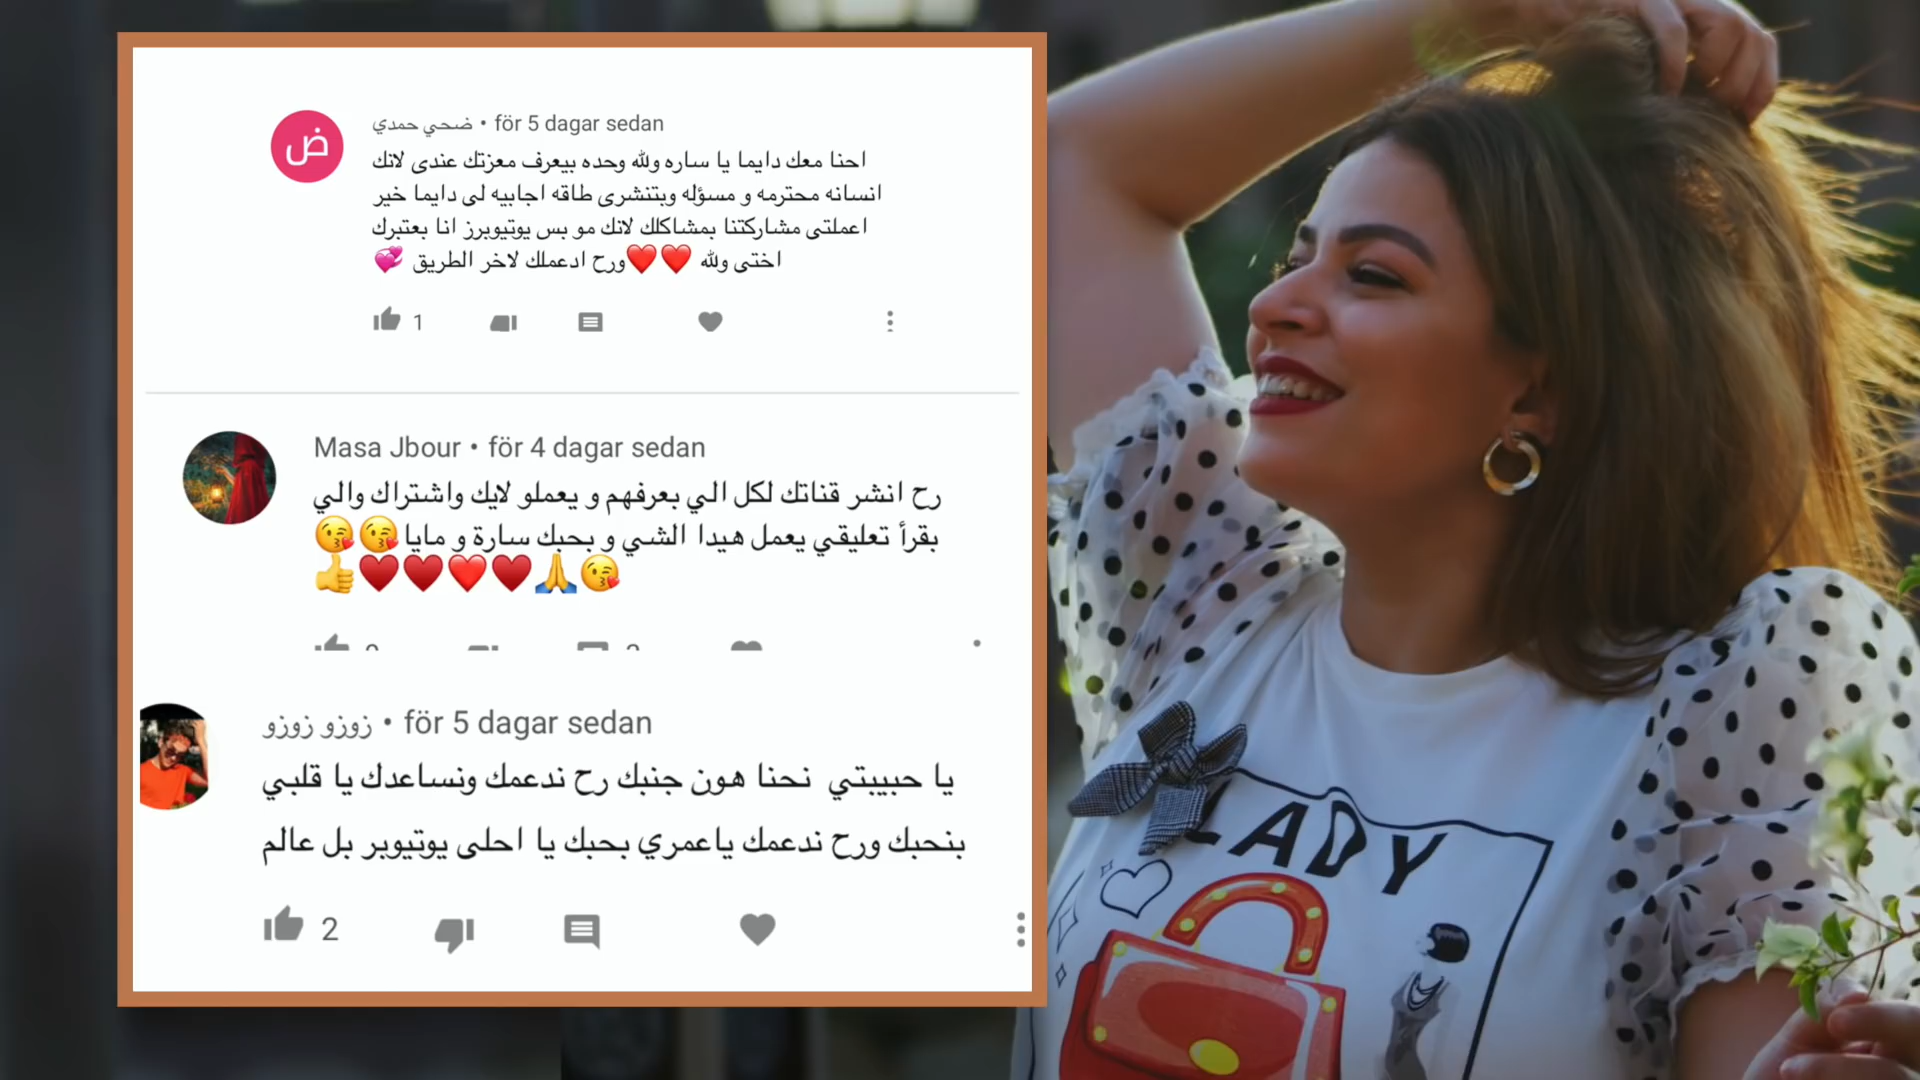 ض
ضحي حمدي • för 5 dagar sedan
احنا معك دايما يا ساره ولله وحده بيعرف معزتك عندى لانك
انسانه محترمه و مسؤله وبتنشرى طاقه اجابيه لى دايما خير
اعملتى مشاركتنا بمشاكلك لانك مو بس يوتيوبرز انا بعتبرك
اختى ولله ❤️❤️ورح ادعملك لاخر الطريق 💞
1
Masa Jbour • för 4 dagar sedan
رح انشر قناتك لكل الي بعرفهم و يعملو لايك واشتراك والي
بقرأ تعليقي يعمل هيدا الشي و بحبك سارة و مايا😘😘
😘🙏♥️❤️♥️♥️👍
زوزو زوزو • för 5 dagar sedan
يا حبيبتي نحنا هون جنبك رح ندعمك ونساعدك يا قلبي
بنحبك ورح ندعمك ياعمري بحبك يا احلى يوتيوبر بل عالم
2
LADY